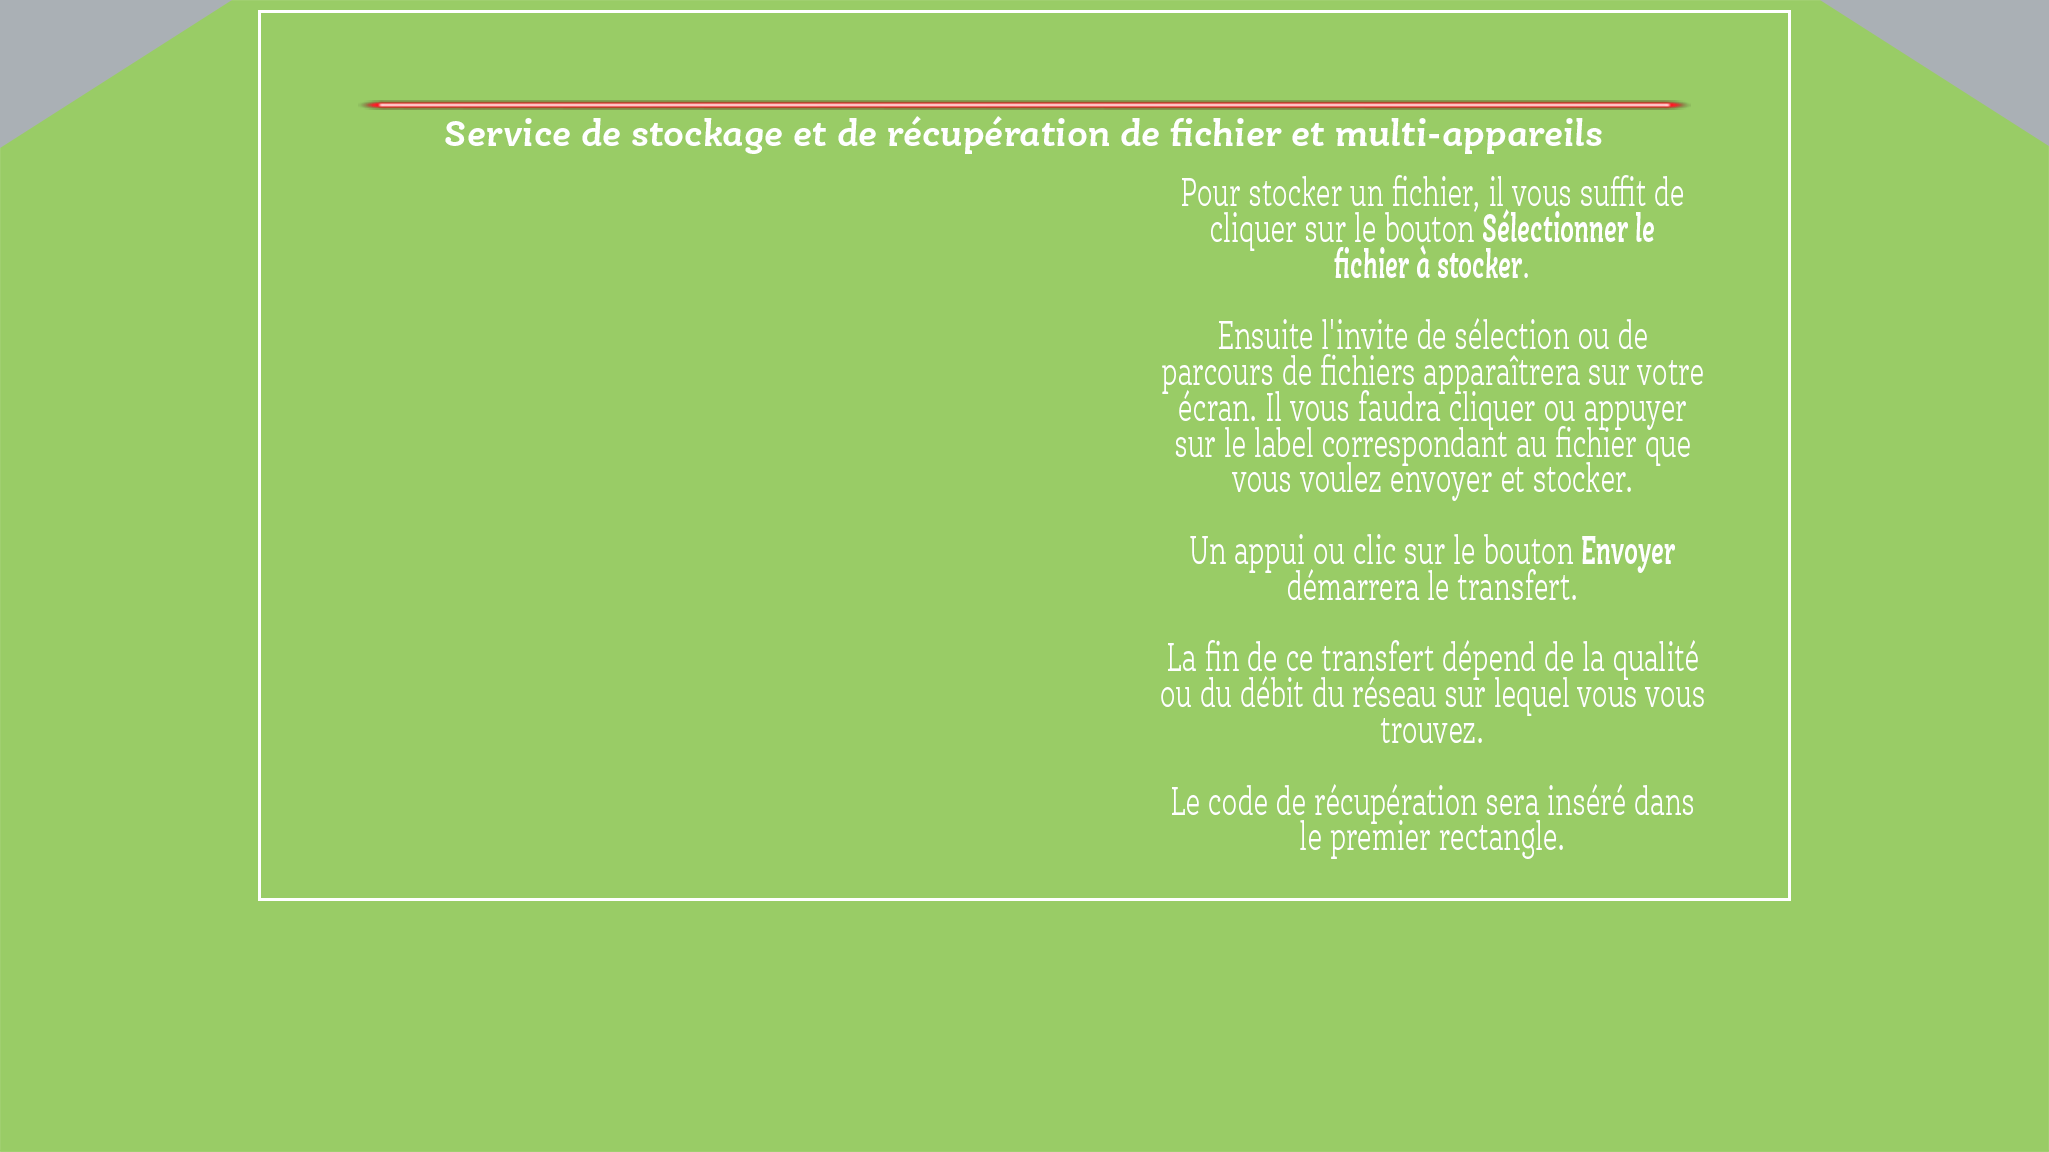 Service de stockage et de récupération de fichier et multi-appareils
Pour stocker un fichier, il vous suffit de
cliquer sur le bouton Sélectionner le
fichier à stocker.
Ensuite l'invite de sélection ou de
parcours de fichiers apparaîtrera sur votre
écran. Il vous faudra cliquer ou appuyer
sur le label correspondant au fichier que
vous voulez envoyer et stocker.
Un appui ou clic sur le bouton Envoyer
démarrera le transfert.
La fin de ce transfert dépend de la qualité
ou du débit du réseau sur lequel vous vous
trouvez.
Le code de récupération sera inséré dans
le premier rectangle.